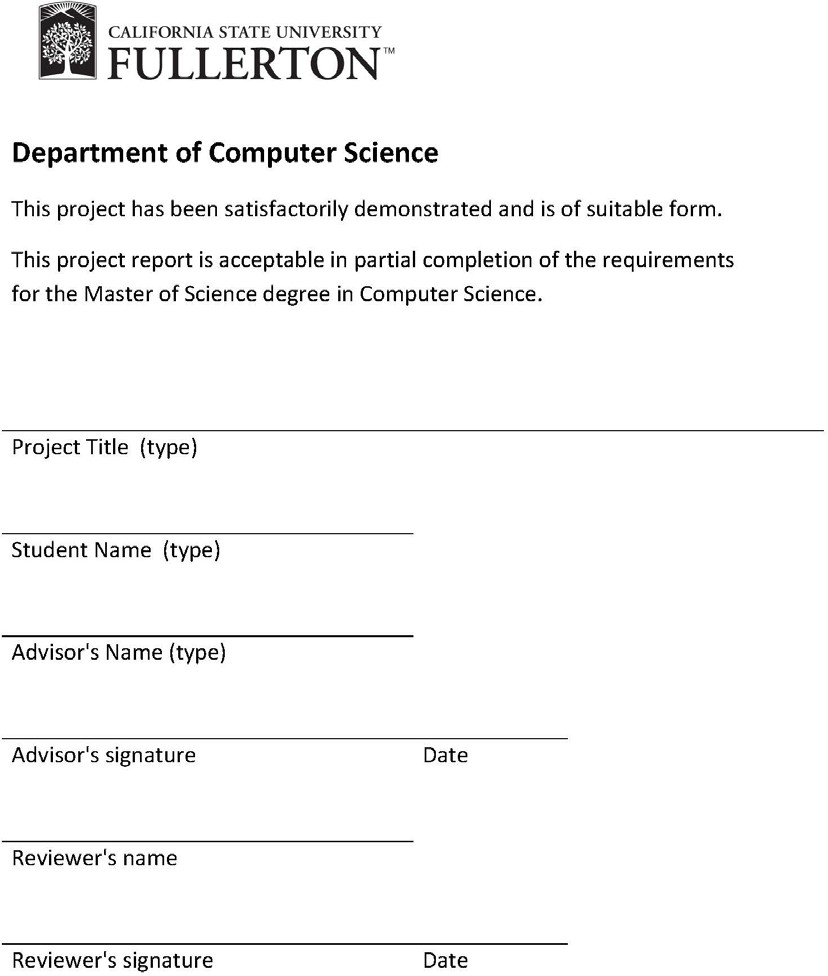 CALIFORNIA STATE UNIVERSITY
FULLERTON™
Department of Computer Science
This project has been satisfactorily demonstrated and is of suitable form.
This project report is acceptable in partial completion of the requirements
for the Master of Science degree in Computer Science.
Project Title (type)
Student Name (type)
Advisor's Name (type)
Advisor's signature Date
Reviewer's name
Reviewer's signature Date